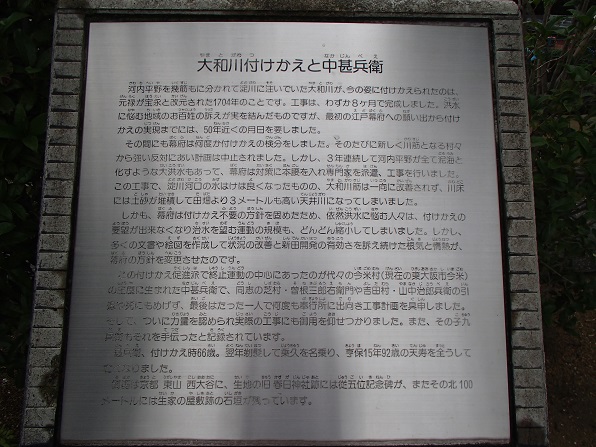 大和川付けかえと中甚兵衛
河内平野を幾筋もに分かれて淀川に注いでいた大和川が、今の姿に付けかえられたのは、
元禄が宝永と改元された1704年のことです。工事は、わずか8ヶ月で完成しました。洪水
に悩む地域のお百姓の訴えが実を結んだものですが、最初の江戸幕府への願い出から付け
かえの実現までには、50年近くの月日を要しました。
その間にも幕府は何度か付けかえの検分をしました。そのたびに新しく川筋となる村々
から強い反対にあい計画は中止されました。しかし、3年連続して河内平野が全て泥海と
化すような大洪水もあって、幕府は対策に本腰を入れ専門家を派遣、工事を行いました。
この工事で、淀川河口の水はけは良くなったものの、大和川筋は一向に改善されず、川床
には土砂が堆積して田畑より3メートルも高い天井川になってしまいました。
しかも、幕府は付けかえ不要の方針を固めたため、依然洪水に悩む人々は、付けかえの
要望が出来なくなり治水を望む運動の規模も、どんどん縮小してしまいました。しかし、
多くの文書や絵図を作成して状況の改善と新田開発の有効さを訴え続けた根気と情熱が、
幕府の方針を変更させたのです。
この付けかえ促進派で終止運動の中心にあったのが代々の今米村(現在の東大阪市今米)
の庄屋に生まれた中甚兵衛で、同志の芝村・曽根三郎右衛門や吉田村・山中治郎兵衛の引
退や死にもめげず、最後はたった一人で何度も奉行所に出向き工事計画を具申しました。
そして、ついに力量を認められ実際の工事にも御用を仰せつかりました。また、その子九
兵衛もそれを手伝ったと記録されています。
甚兵衛、付けかえ時66歳。翌年剃髪して乗久を名乗り、享保15年92歳の天寿を全うして
なくなりました。
墓所は京都 東山 西大谷に、生地の旧 春日神社跡には従五位記念碑が、またその北 100
メートルには生家の屋敷跡の石垣が残っています。